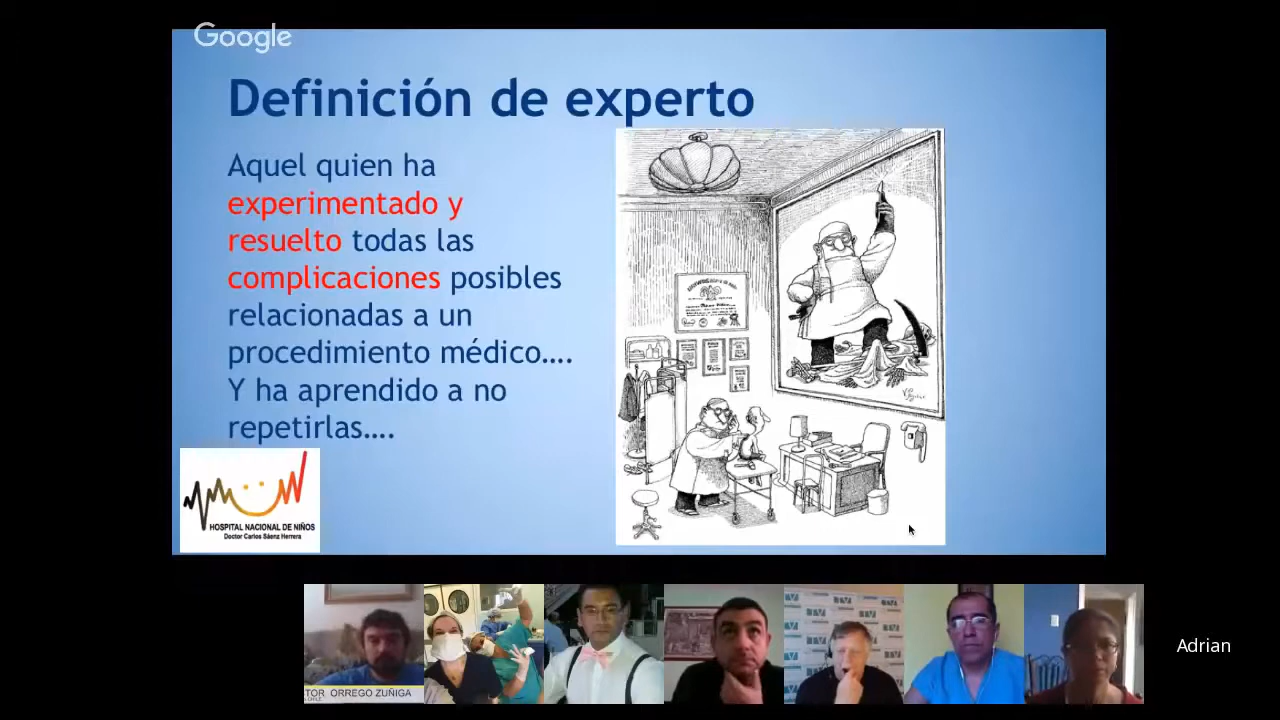 Google
Definición de experto
Aquel quien ha
experimentado y
resuelto todas las
complicaciones posibles
relacionadas a un
procedimiento médico....
Y ha aprendido a no
repetirlas....
HOSPITAL NACIONAL DE NIÑOS
Doctor Carlos Sáenz Herrera
TOR ORREGO ZUÑIGA
Adrian